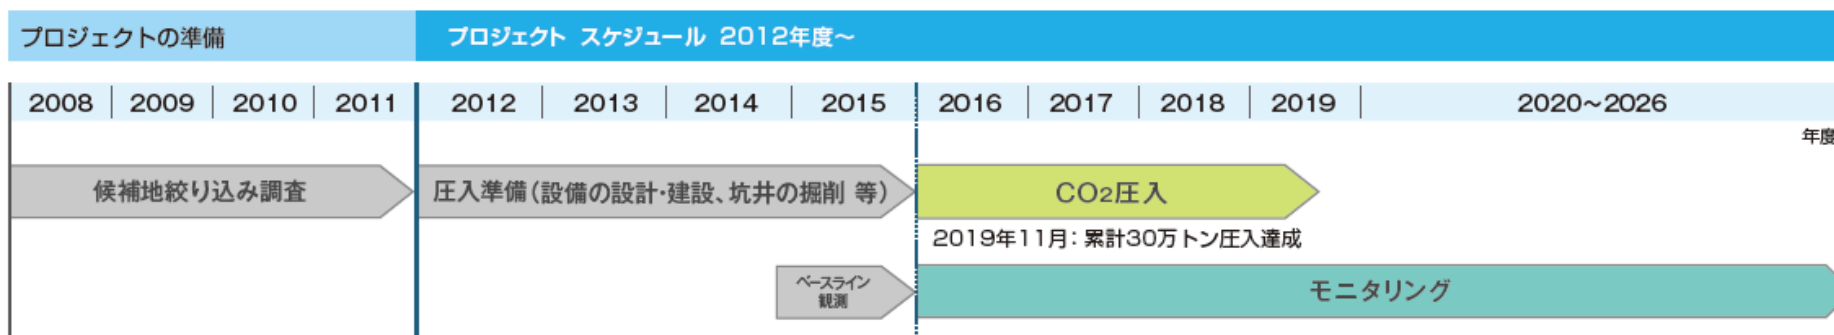 プロジェクトの準備
プロジェクト スケジュール 2012年度～
2008 2009 2010 2011 2012 2013 2014 2015 2016 2017 2018 2019 2020～2026
年度
候補地絞り込み調査
圧入準備(設備の設計・建設、坑井の掘削 等)
CO2圧入
2019年11月：累計30万トン圧入達成
ベースライン
観測
モニタリング